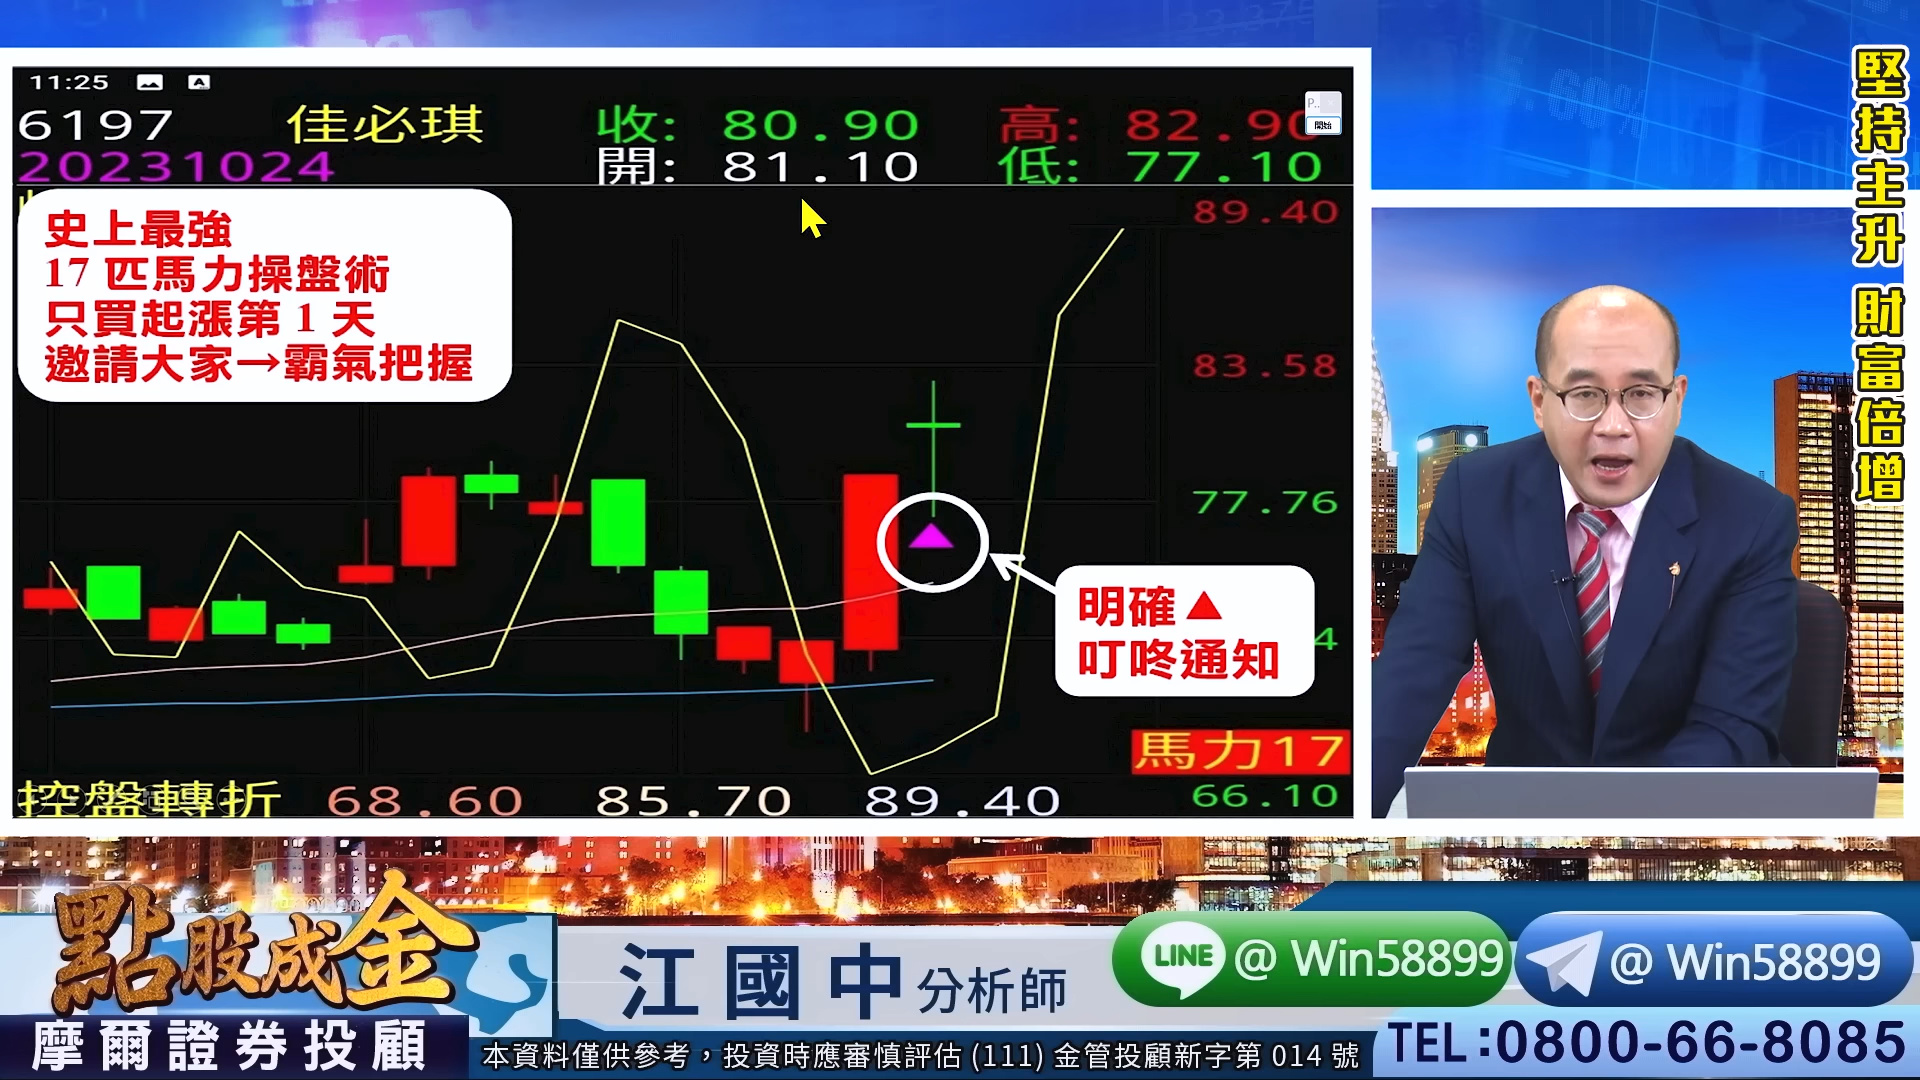 11:25
6197 佳必琪 收: 80.90 高: 82.90
20231024 開: 81.10 低: 77.10
P..
開始
史上最強
17 匹馬力操盤術
只買起漲第 1 天
邀請大家→霸氣把握
89.40
83.58
77.76
4
66.10
明確▲
叮咚通知
馬力17
控盤轉折 68.60 85.70 89.40
堅持主升 財富倍增
點股成金
摩爾證券投顧
江國中 分析師
LINE @ Win58899
@ Win58899
TEL:0800-66-8085
本資料僅供參考，投資時應審慎評估 (111) 金管投顧新字第 014 號